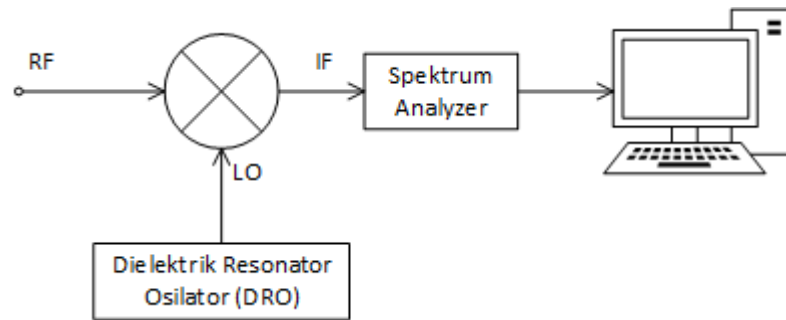 RF
IF
Spektrum
Analyzer
LO
Dielektrik Resonator
Osilator (DRO)